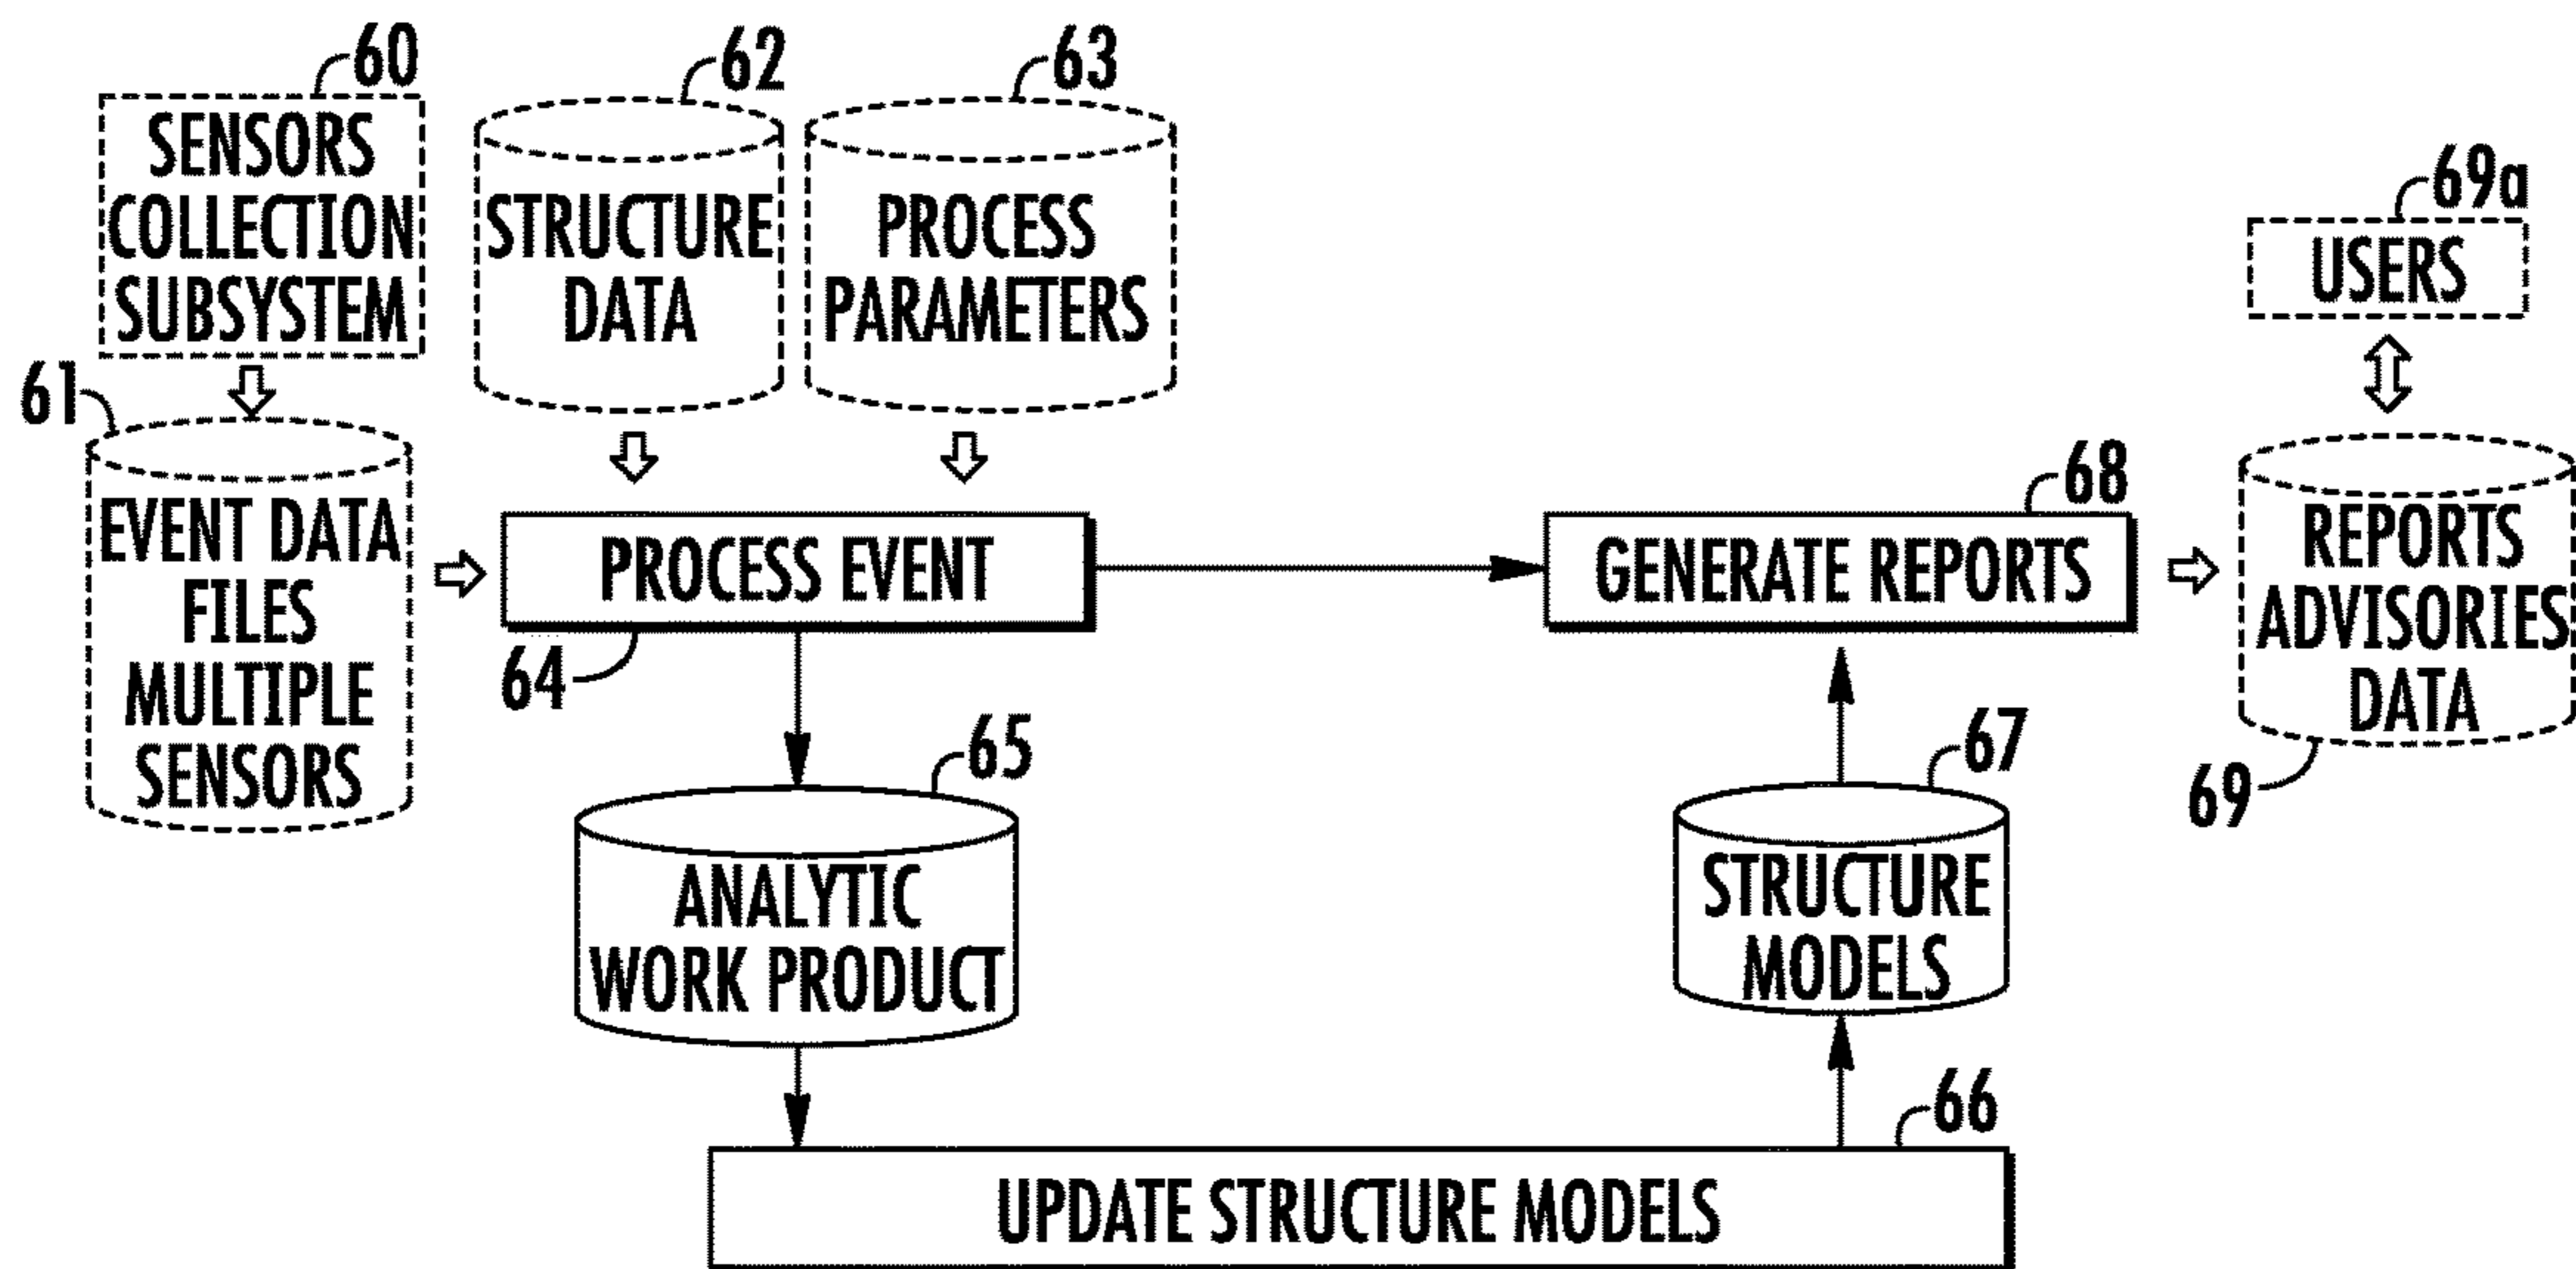 60
SENSORS
COLLECTION
SUBSYSTEM
62
STRUCTURE
DATA
63
PROCESS
PARAMETERS
69a
USERS
61
EVENT DATA
FILES
MULTIPLE
SENSORS
PROCESS EVENT
64
68
GENERATE REPORTS
REPORTS
ADVISORIES
DATA
69
65
ANALYTIC
WORK PRODUCT
67
STRUCTURE
MODELS
66
UPDATE STRUCTURE MODELS